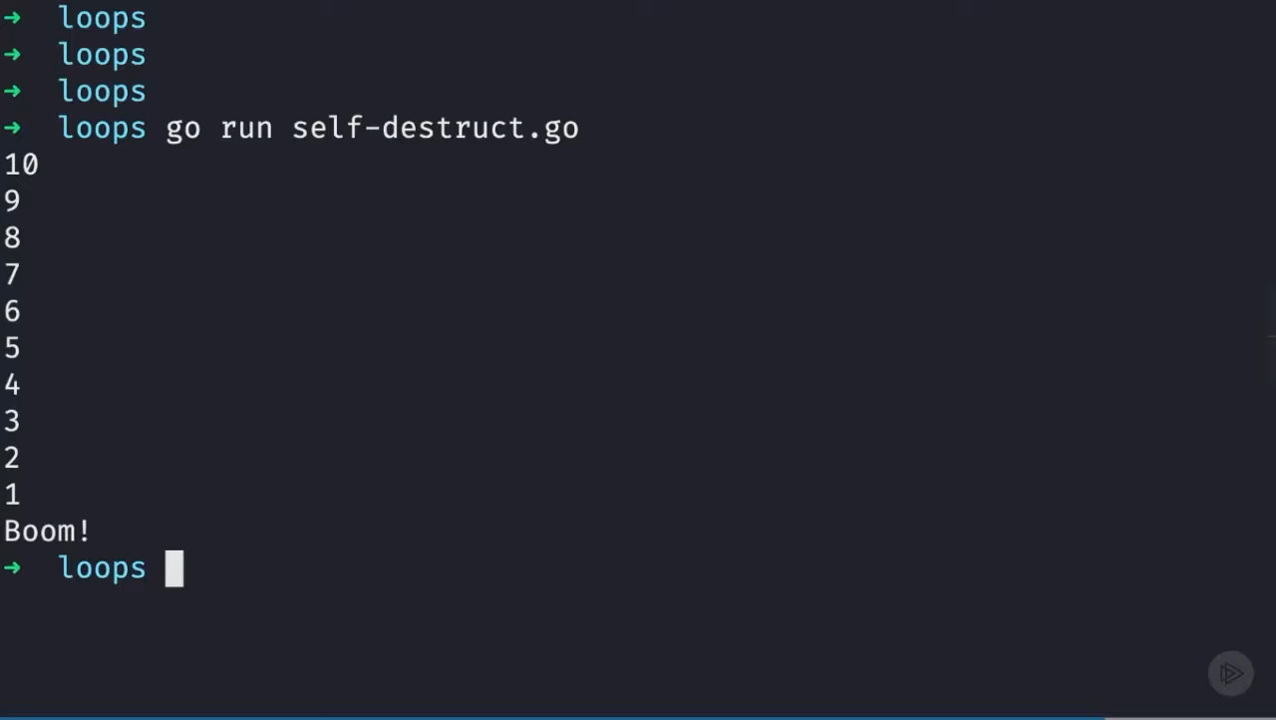 → loops
→ loops
→ loops
→ loops go run self-destruct.go
10
9
8
7
6
5
4
3
2
1
Boom!
→ loops